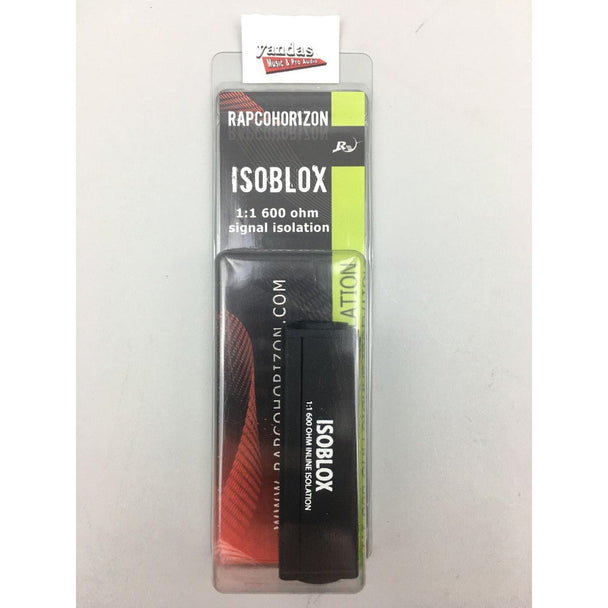 yandas
Music & Pro Audio
RAPCOHORIZON
ISOBLOX
1:1 600 ohm
signal isolation
WWW.RAPCOHORIZON.COM
ISOBLOX
1:1 600 OHM INLINE ISOLATION